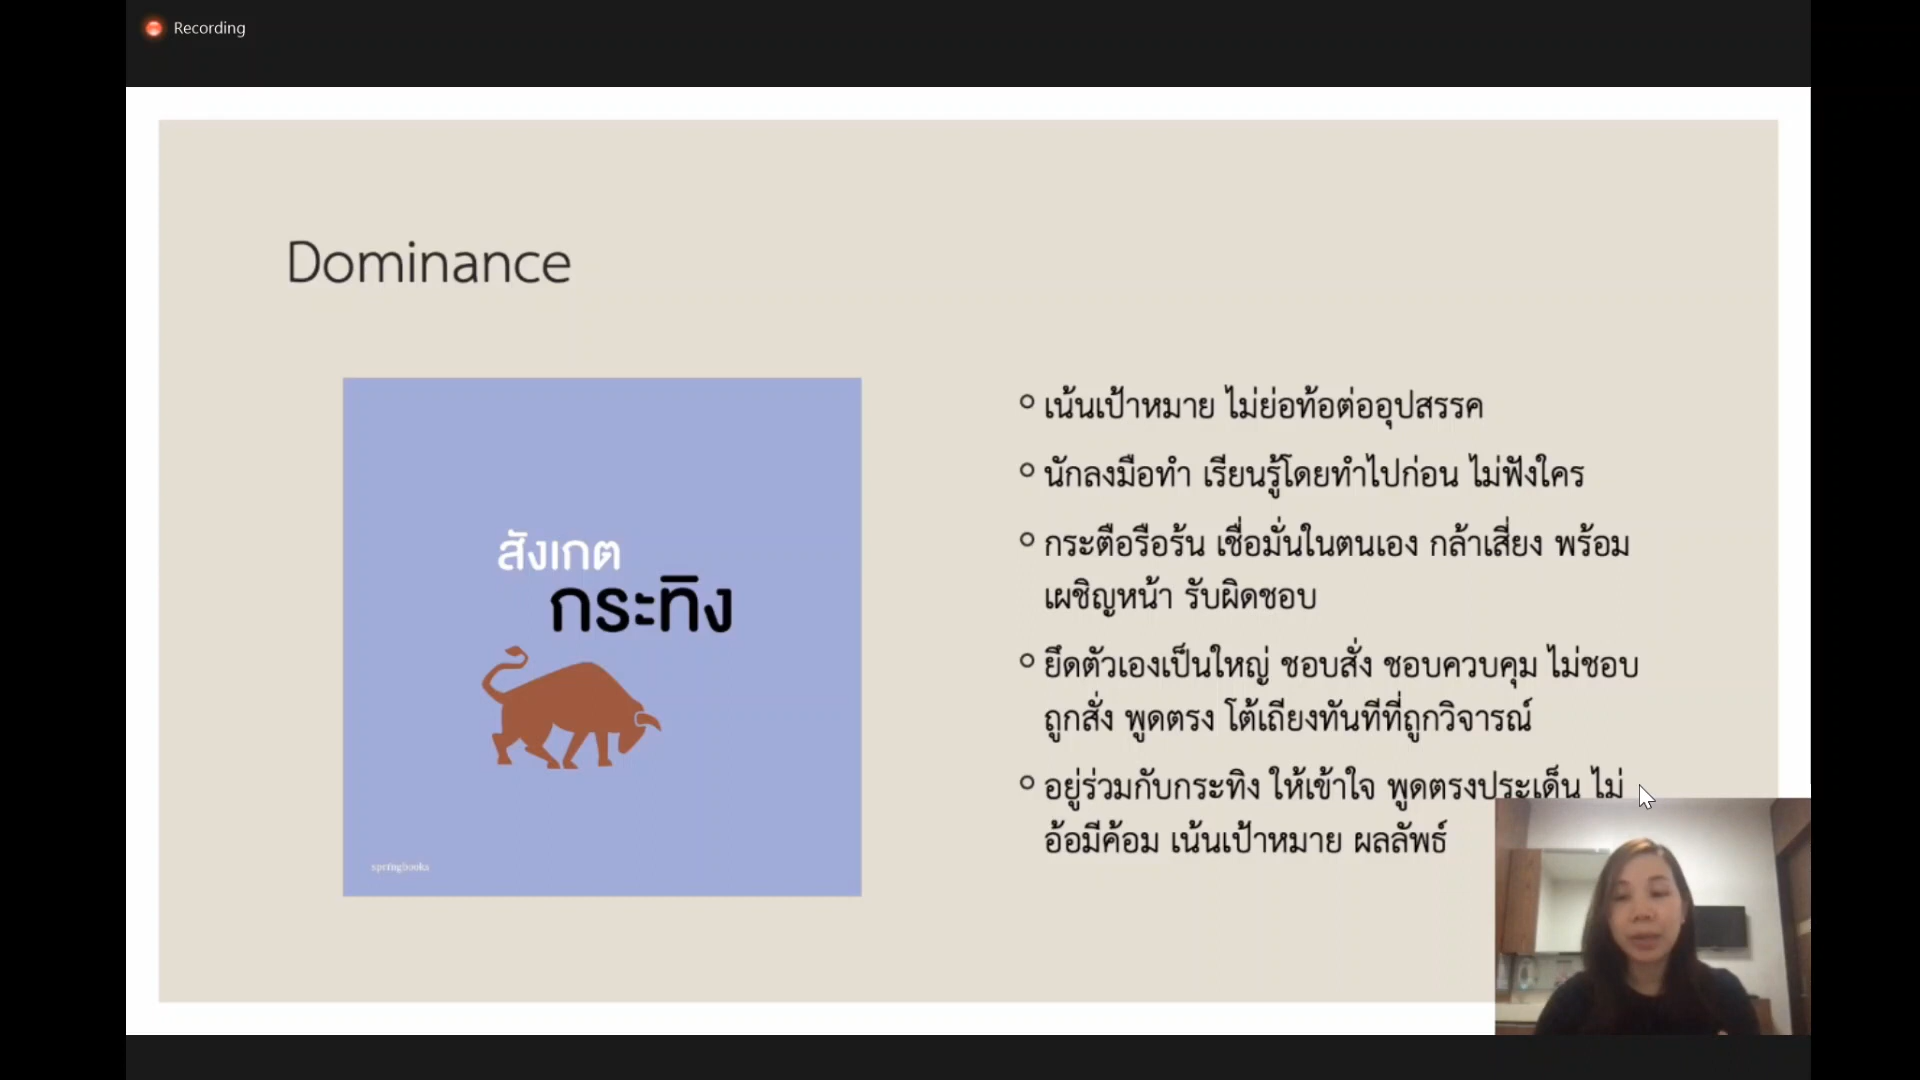 Recording
Dominance
สังเกต
กระทิง
springbooks
เน้นเป้าหมาย ไม่ย่อท้อต่ออุปสรรค
นักลงมือทำ เรียนรู้โดยทำไปก่อน ไม่ฟังใคร
กระตือรือร้น เชื่อมั่นในตนเอง กล้าเสี่ยง พร้อม
เผชิญหน้า รับผิดชอบ
ยึดตัวเองเป็นใหญ่ ชอบสั่ง ชอบควบคุม ไม่ชอบ
ถูกสั่ง พูดตรง โต้เถียงทันทีที่ถูกวิจารณ์
อยู่ร่วมกับกระทิง ให้เข้าใจ พูดตรงประเด็น ไม่
อ้อมีค้อม เน้นเป้าหมาย ผลลัพธ์